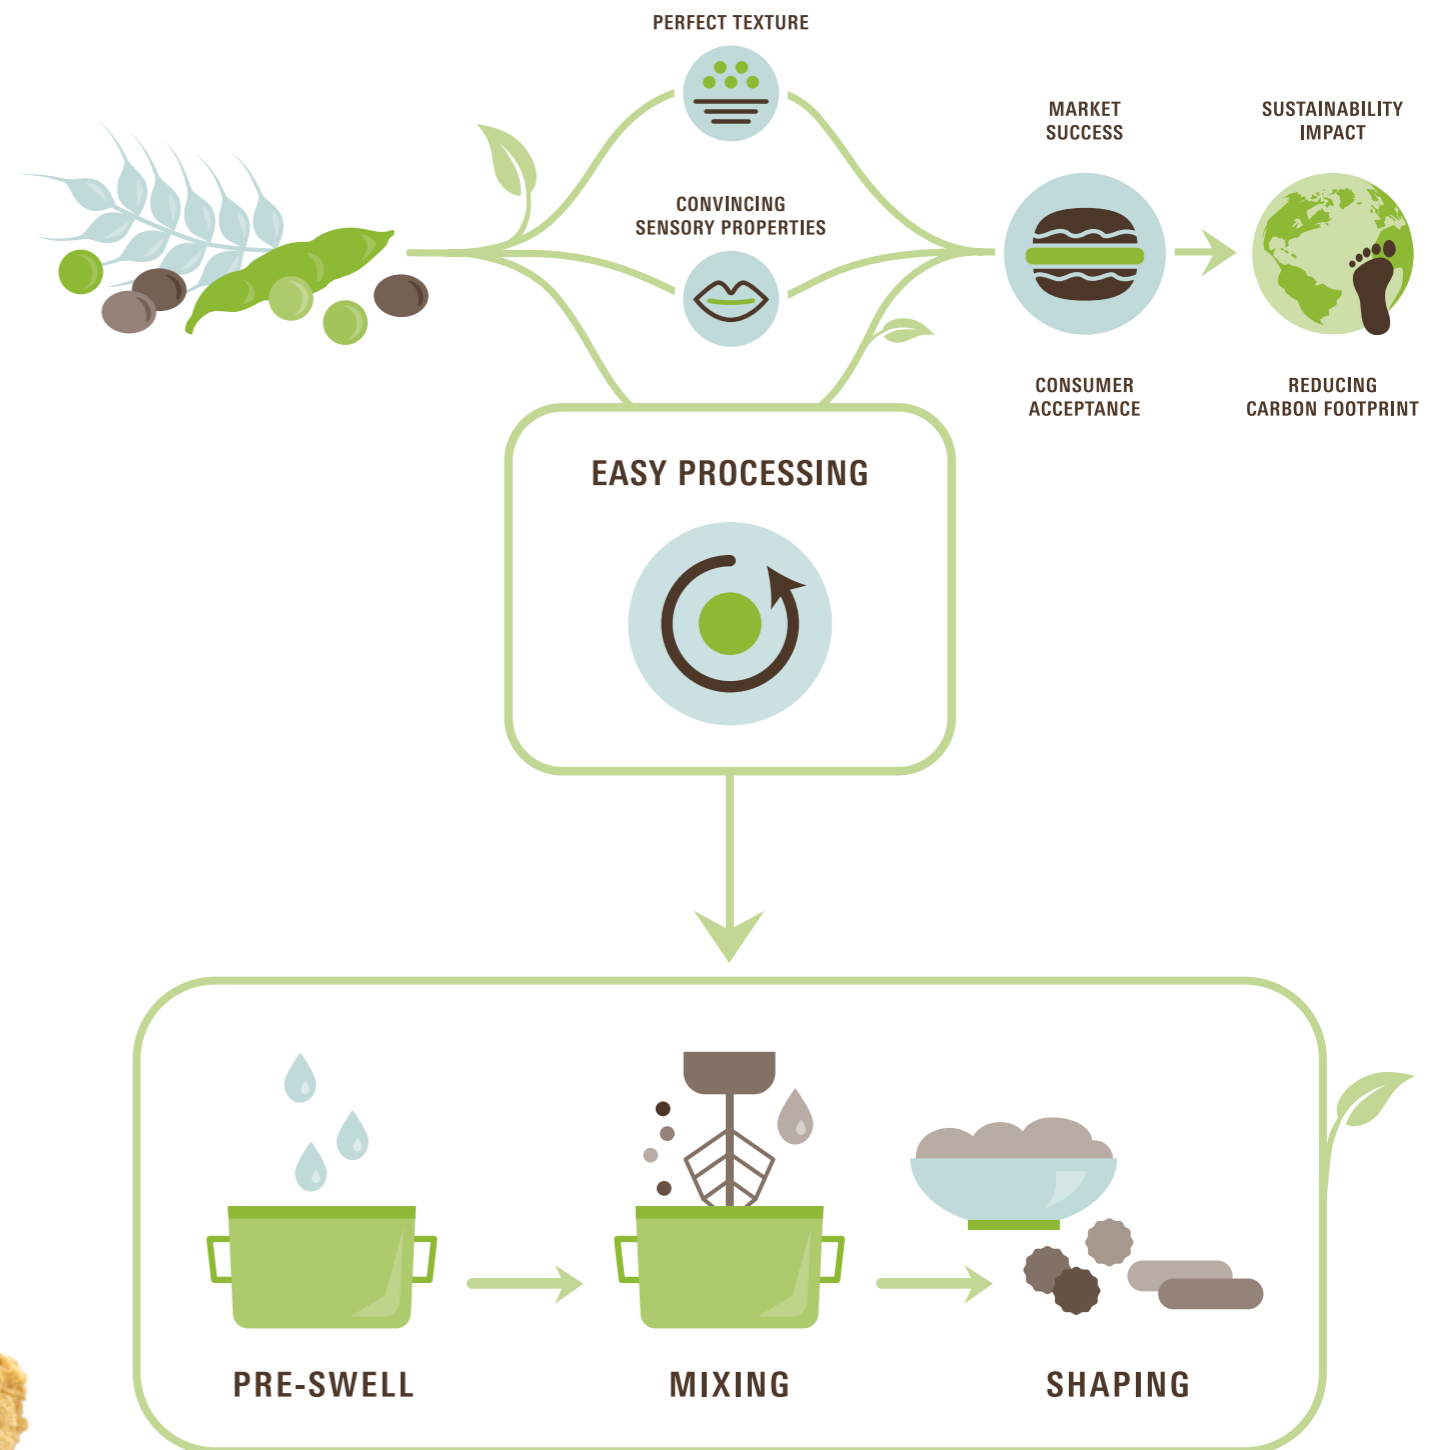 PERFECT TEXTURE
CONVINCING
SENSORY PROPERTIES
MARKET
SUCCESS
SUSTAINABILITY
IMPACT
CONSUMER
ACCEPTANCE
REDUCING
CARBON FOOTPRINT
EASY PROCESSING
PRE-SWELL
MIXING
SHAPING